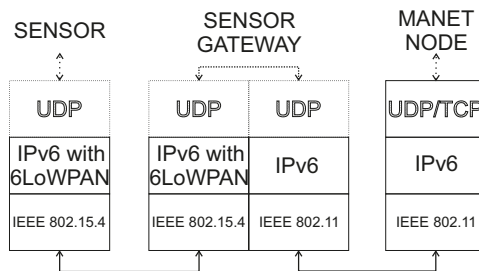 SENSOR
SENSOR
GATEWAY
MANET
NODE
UDP
UDP
UDP
UDP/TCP
IPv6 with
6LoWPAN
IPv6 with
6LoWPAN
IPv6
IPv6
IEEE 802.15.4
IEEE 802.15.4
IEEE 802.11
IEEE 802.11